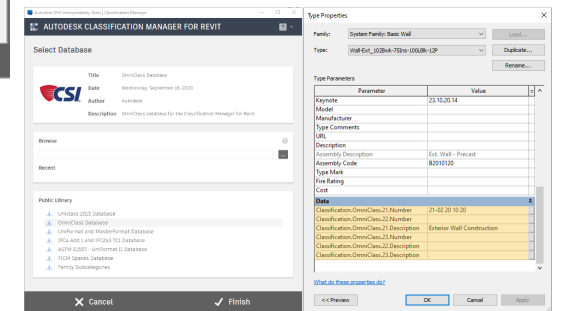 Autodesk BIM Interoperability Tools | Classification Manager
AUTODESK CLASSIFICATION MANAGER FOR REVIT
?
Select Database
CSI
Title OmniClass Database
Date Wednesday, September 16, 2020
Author Autodesk
Description OmniClass database for the Classification Manager for Revit
Browse
...
Recent
Public Library
Uniclass 2015 Database
OmniClass Database
UniFormat and MasterFormat Database
IFC4 Add 1 and IFC2x3 TC1 Database
ASTM E1557 - UniFormat II Database
FICM Spaces Database
Family Subcategories
Cancel
Finish
Type Properties
Family: System Family: Basic Wall Load...
Type: Wall-Ext_102Bwk-75Ins-100LBlk-12P Duplicate...
Rename...
Type Parameters
Parameter Value =
Keynote 23.10.20.14
Model
Manufacturer
Type Comments
URL
Description
Assembly Description Ext. Wall - Precast
Assembly Code B2010120
Type Mark
Fire Rating
Cost
Data
Classification.OmniClass.21.Number 21-02 20 10 20
Classification.OmniClass.22.Number
Classification.OmniClass.21.Description Exterior Wall Construction
Classification.OmniClass.23.Number
Classification.OmniClass.22.Description
Classification.OmniClass.23.Description
What do these properties do?
<< Preview OK Cancel Apply